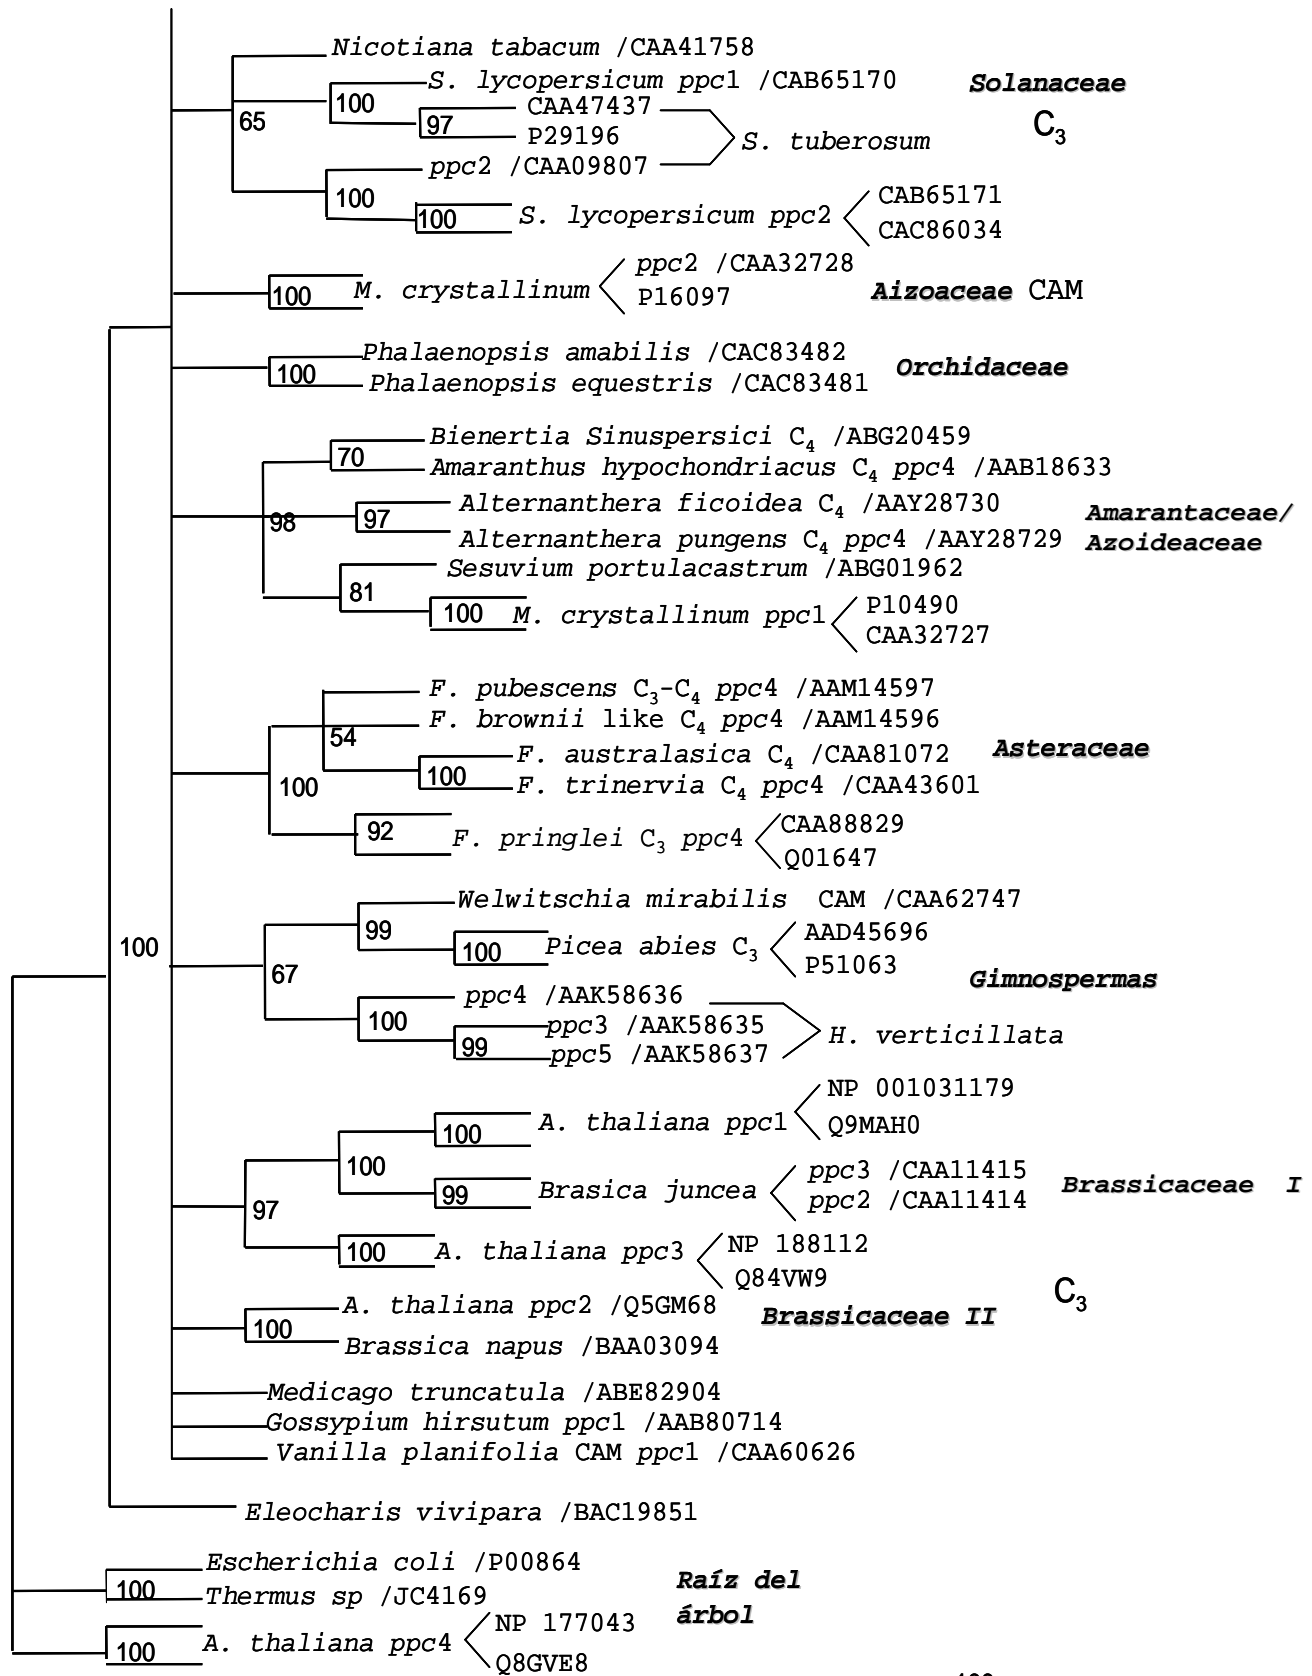 Nicotiana tabacum /CAA41758
S. lycopersicum ppc1 /CAB65170
Solanaceae
100
CAA47437
65
97
P29196
C3
S. tuberosum
ppc2 /CAA09807
100
CAB65171
100
S. lycopersicum ppc2
CAC86034
ppc2 /CAA32728
100
M. crystallinum
P16097
Aizoaceae CAM
Phalaenopsis amabilis /CAC83482
Orchidaceae
100
Phalaenopsis equestris /CAC83481
Bienertia Sinuspersici C4 /ABG20459
70
Amaranthus hypochondriacus C4 ppc4 /AAB18633
Alternanthera ficoidea C4 /AAY28730
98
97
Amarantaceae/
Alternanthera pungens C4 ppc4 /AAY28729
Azoideaceae
Sesuvium portulacastrum /ABG01962
81
P10490
100
M. crystallinum ppc1
CAA32727
F. pubescens C3-C4 ppc4 /AAM14597
F. brownii like C4 ppc4 /AAM14596
54
Asteraceae
F. australasica C4 /CAA81072
100
100
F. trinervia C4 ppc4 /CAA43601
CAA88829
92
F. pringlei C3 ppc4
Q01647
Welwitschia mirabilis CAM /CAA62747
99
AAD45696
100
100
Picea abies C3
P51063
67
Gimnospermas
ppc4 /AAK58636
100
ppc3 /AAK58635
H. verticillata
99
ppc5 /AAK58637
NP 001031179
100
A. thaliana ppc1
Q9MAH0
100
ppc3 /CAA11415
99
Brasica juncea
Brassicaceae I
ppc2 /CAA11414
97
NP 188112
100
A. thaliana ppc3
Q84VW9
C3
A. thaliana ppc2 /Q5GM68
Brassicaceae II
100
Brassica napus /BAA03094
Medicago truncatula /ABE82904
Gossypium hirsutum ppc1 /AAB80714
Vanilla planifolia CAM ppc1 /CAA60626
Eleocharis vivipara /BAC19851
Escherichia coli /P00864
100
Raíz del
Thermus sp /JC4169
árbol
NP 177043
100
A. thaliana ppc4
Q8GVE8